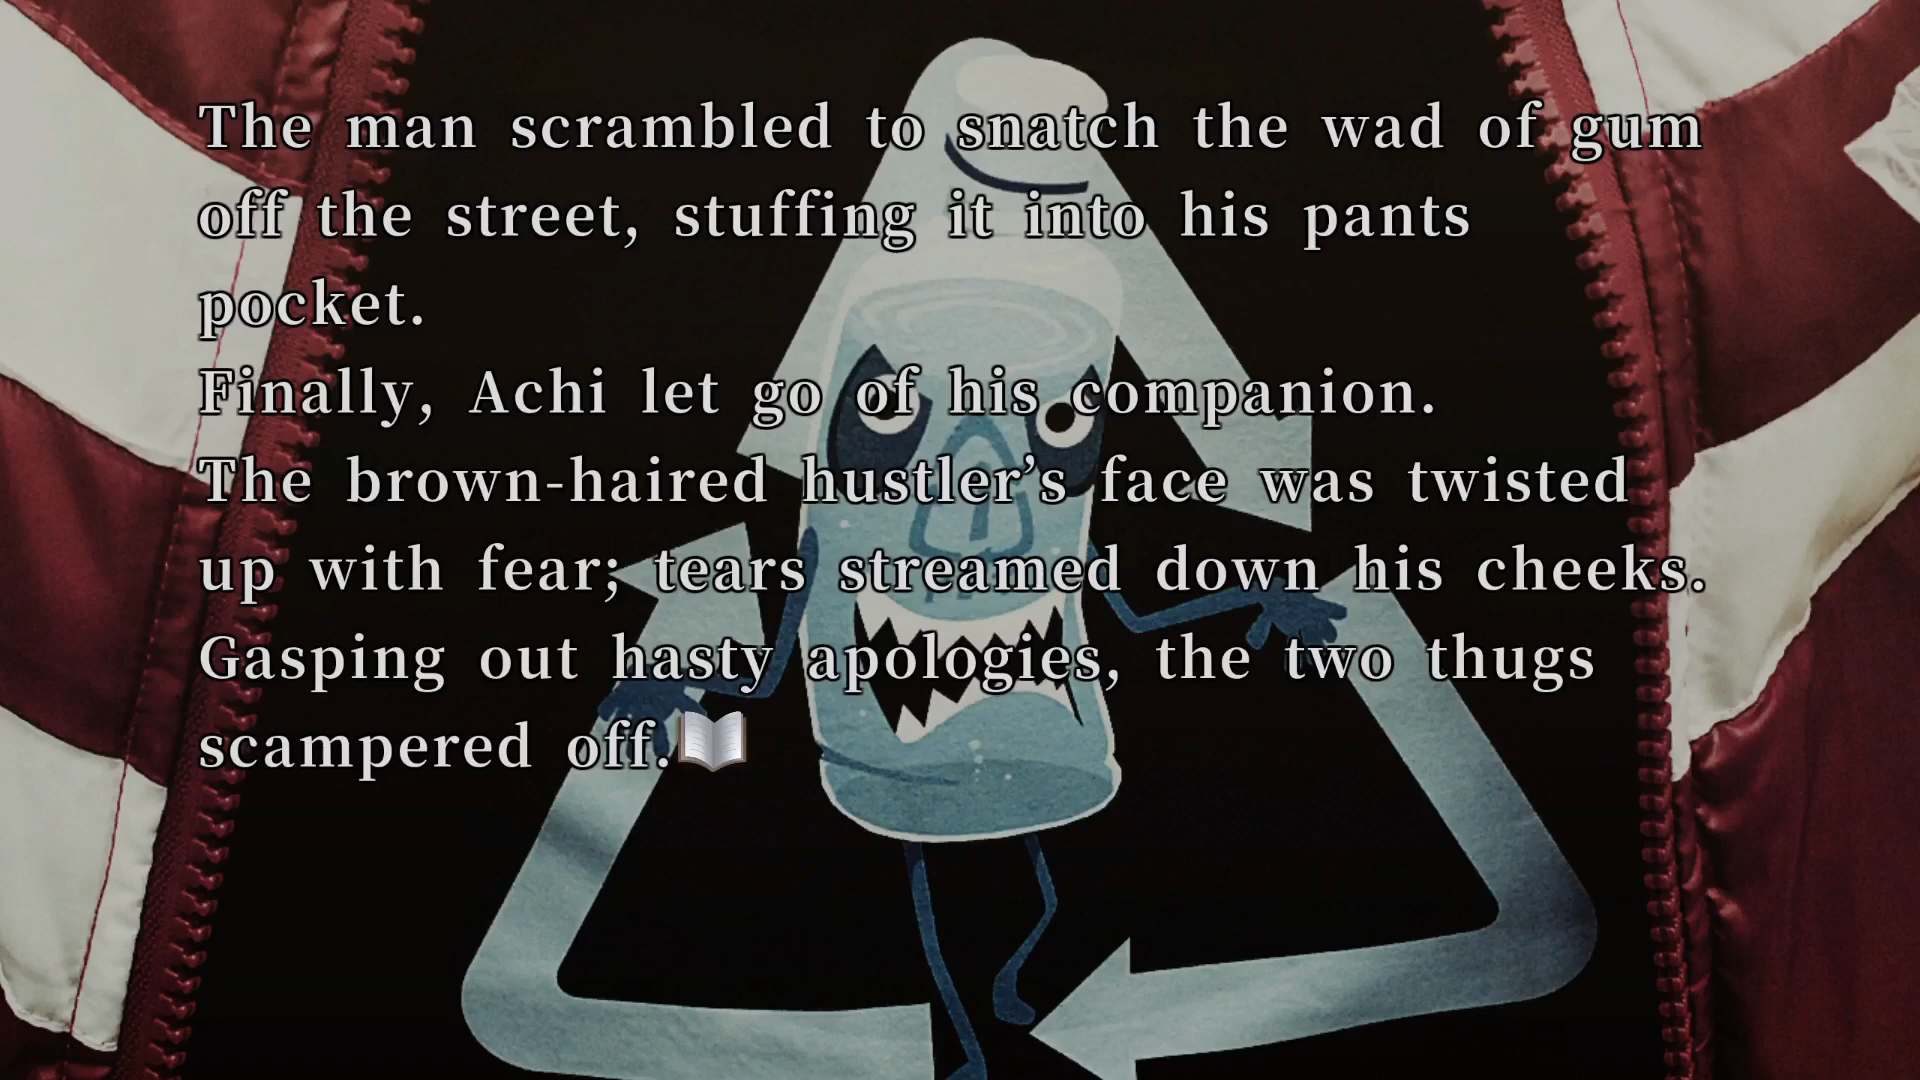 The man scrambled to snatch the wad of gum
off the street, stuffing it into his pants
pocket.
Finally, Achi let go of his companion.
The brown-haired hustler’s face was twisted
up with fear; tears streamed down his cheeks.
Gasping out hasty apologies, the two thugs
scampered off.